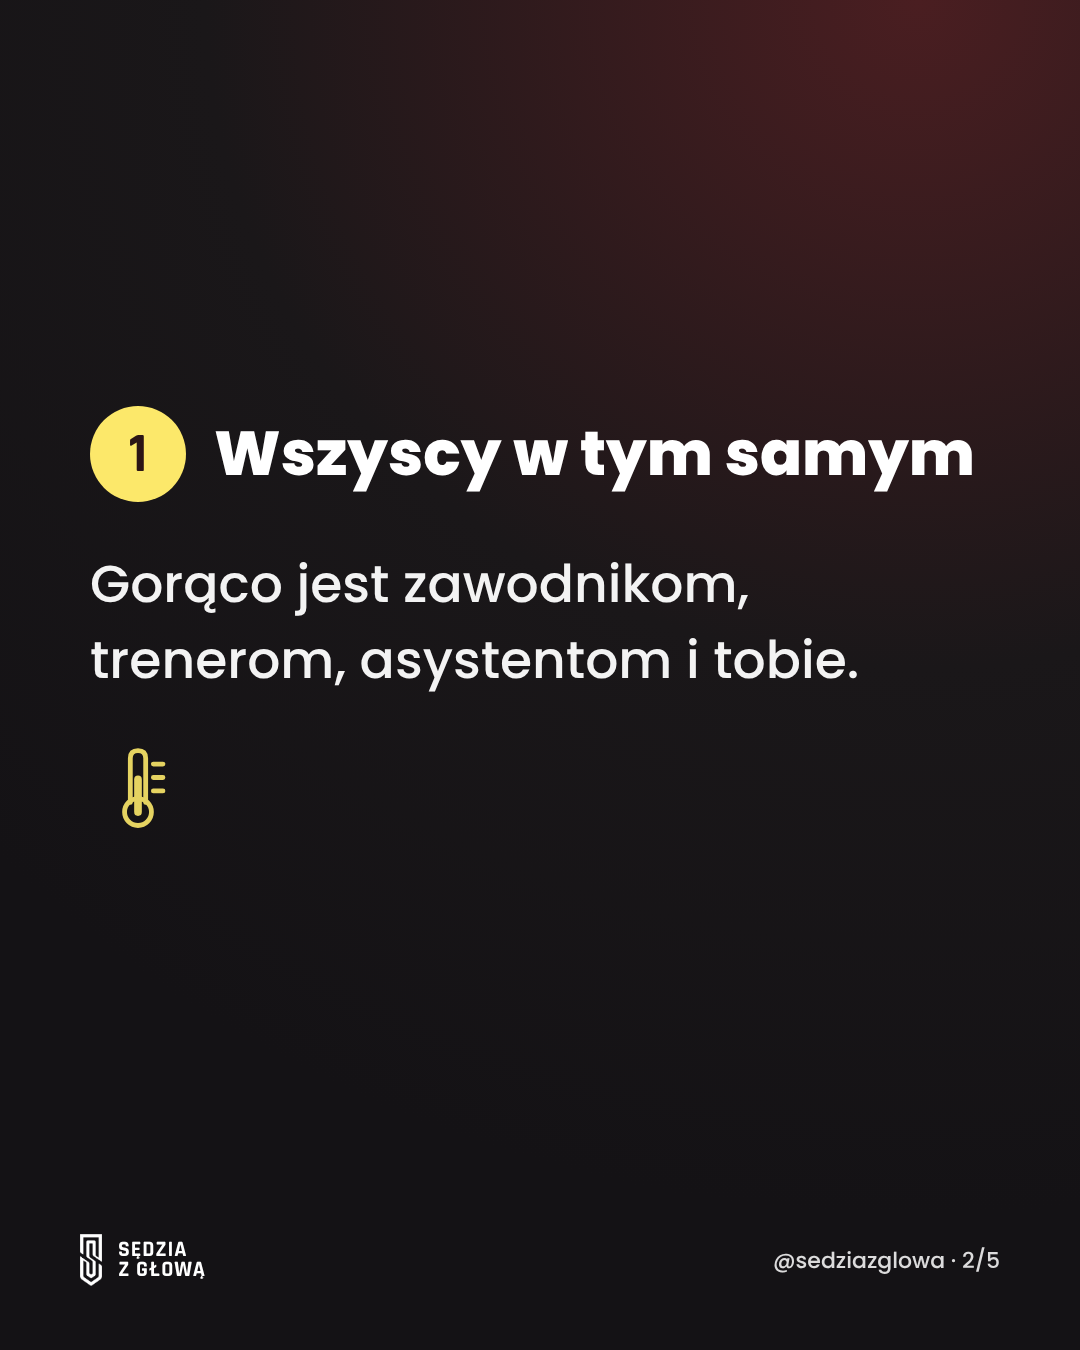 1 Wszyscy w tym samym
Gorąco jest zawodnikom,
trenerom, asystentom i tobie.
SĘDZIA
Z GŁOWĄ
@sedziazglowa · 2/5